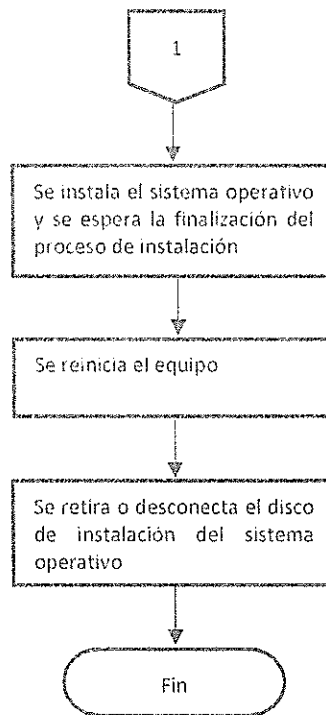 1
Se instala el sistema operativo
y se espera la finalización del
proceso de instalación
Se reinicia el equipo
Se retira o desconecta el disco
de instalación del sistema
operativo
Fin